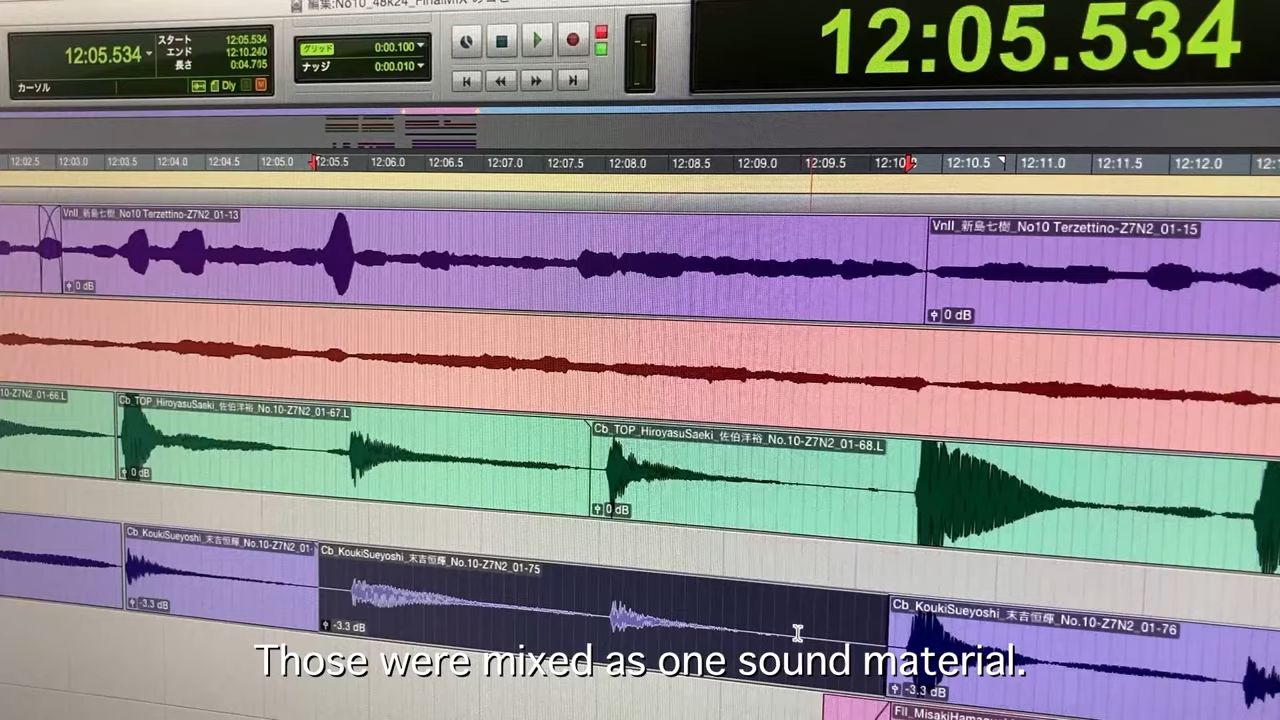 編集:No10_48k24_FinalMix
12:05.534
スタート 12:05.534
エンド 12:10.240
長さ 0:04.705
カーソル
Dly
グリッド 0:00.100
ナッジ 0:00.010
12:05.534
12:02.5 12:03.0 12:03.5 12:04.0 12:04.5 12:05.0 12:05.5 12:06.0 12:06.5 12:07.0 12:07.5 12:08.0 12:08.5 12:09.0 12:09.5 12:10 12:10.5 12:11.0 12:11.5 12:12.0
VnII_新島七樹_No10 Terzettino-Z7N2_01-13
0 dB
VnII_新島七樹_No10 Terzettino-Z7N2_01-15
0 dB
10-Z7N2_01-66.L
Cb_TOP_HiroyasuSaeki_佐伯洋裕_No.10-Z7N2_01-67.L
0 dB
Cb_TOP_HiroyasuSaeki_佐伯洋裕_No.10-Z7N2_01-68.L
0 dB
Cb_KoukiSueyoshi_末吉恒輝_No.10-Z7N2_01-
-3.3 dB
Cb_KoukiSueyoshi_末吉恒輝_No.10-Z7N2_01-75
-3.3 dB
Cb_KoukiSueyoshi_末吉恒輝_No.10-Z7N2_01-76
-3.3 dB
Those were mixed as one sound material.